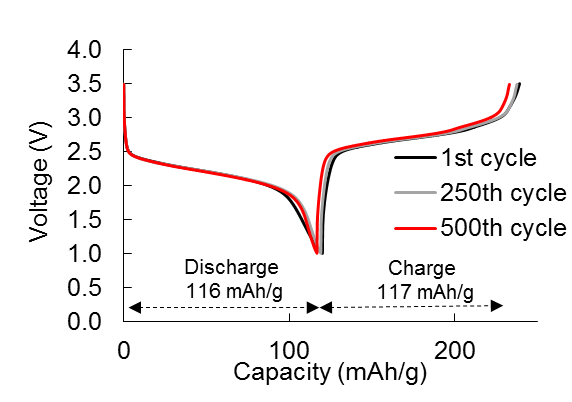 4.0
3.5
3.0
2.5
2.0
1.5
1.0
0.5
0.0
Voltage (V)
1st cycle
250th cycle
500th cycle
Discharge
116 mAh/g
Charge
117 mAh/g
0
100
200
Capacity (mAh/g)